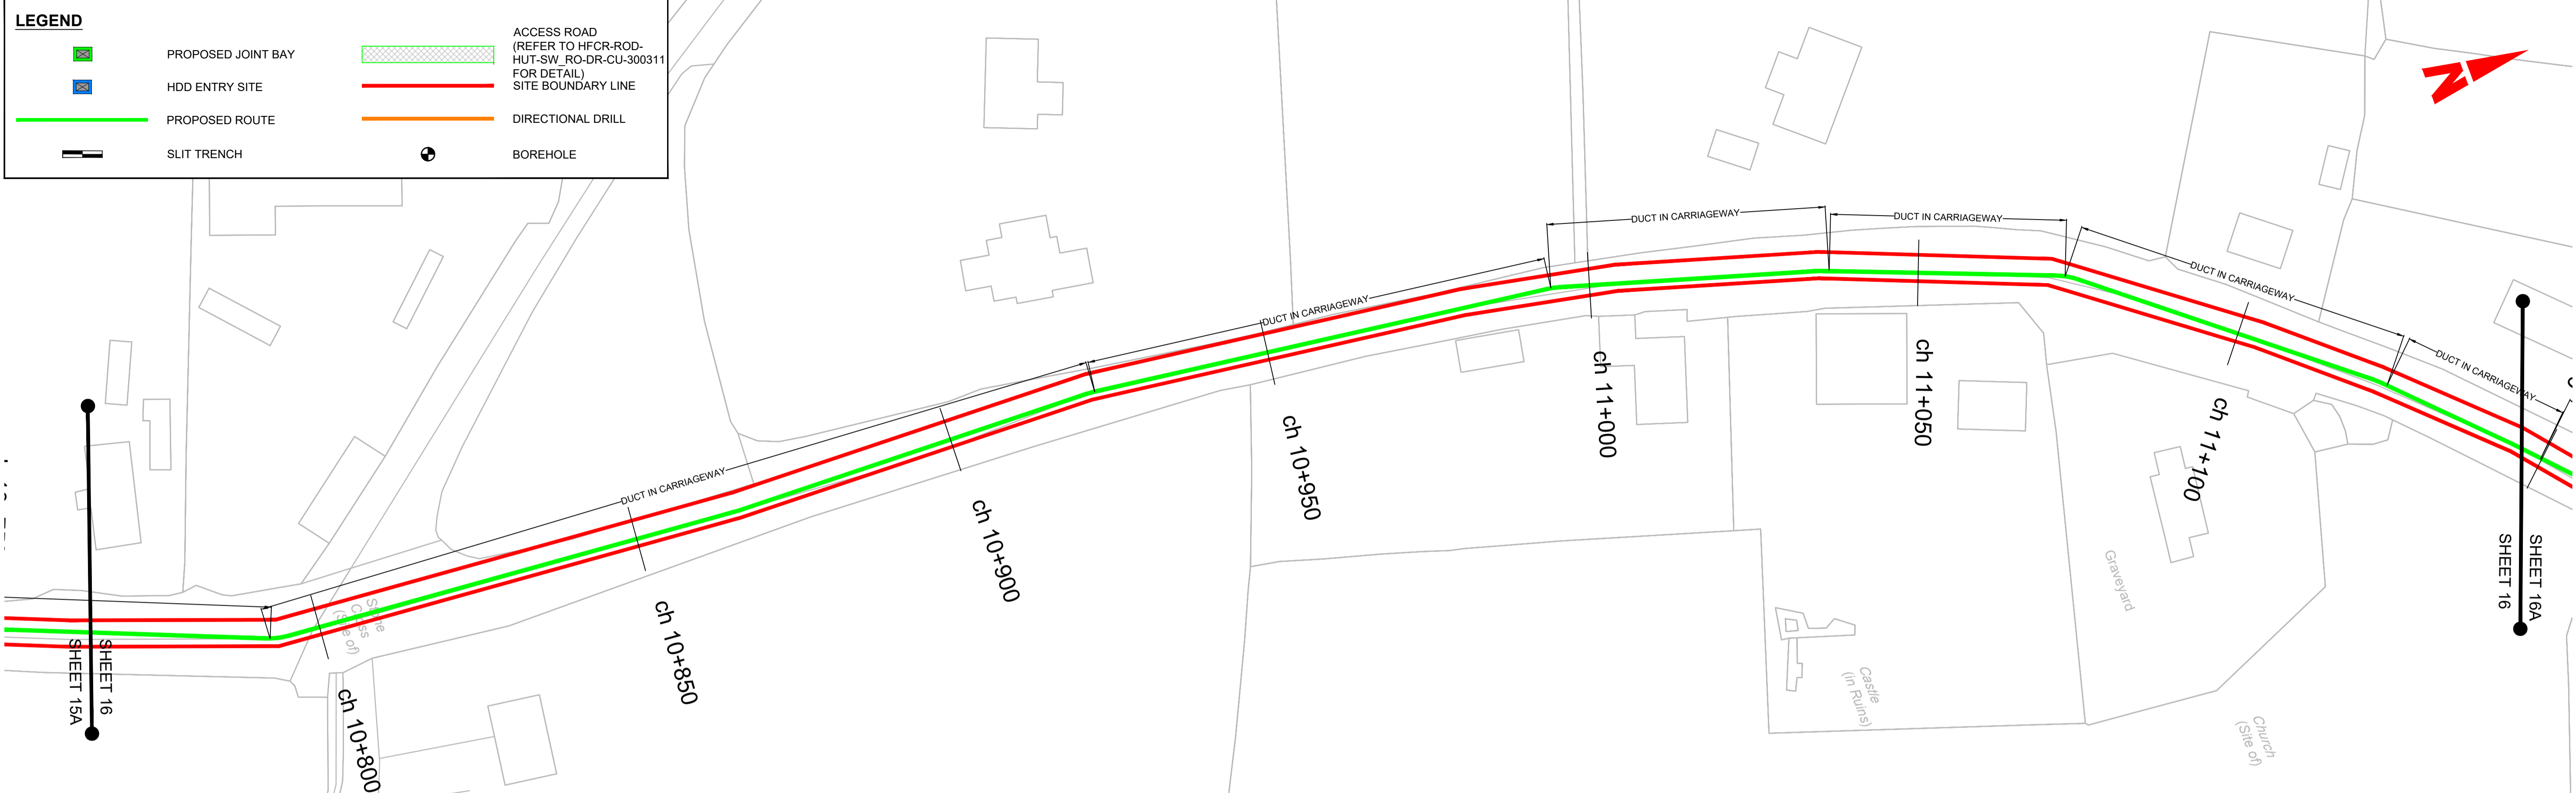 LEGEND
PROPOSED JOINT BAY
HDD ENTRY SITE
PROPOSED ROUTE
SLIT TRENCH
ACCESS ROAD
(REFER TO HFCR-ROD-
HUT-SW_RO-DR-CU-300311
FOR DETAIL)
SITE BOUNDARY LINE
DIRECTIONAL DRILL
BOREHOLE
N
SHEET 15A
SHEET 16
Stone
Cross
(Site of)
ch 10+800
DUCT IN CARRIAGEWAY
ch 10+850
ch 10+900
DUCT IN CARRIAGEWAY
ch 10+950
DUCT IN CARRIAGEWAY
ch 11+000
DUCT IN CARRIAGEWAY
ch 11+050
DUCT IN CARRIAGEWAY
ch 11+100
DUCT IN CARRIAGEWAY
Castle
(in Ruins)
Graveyard
Church
(Site of)
SHEET 16
SHEET 16A